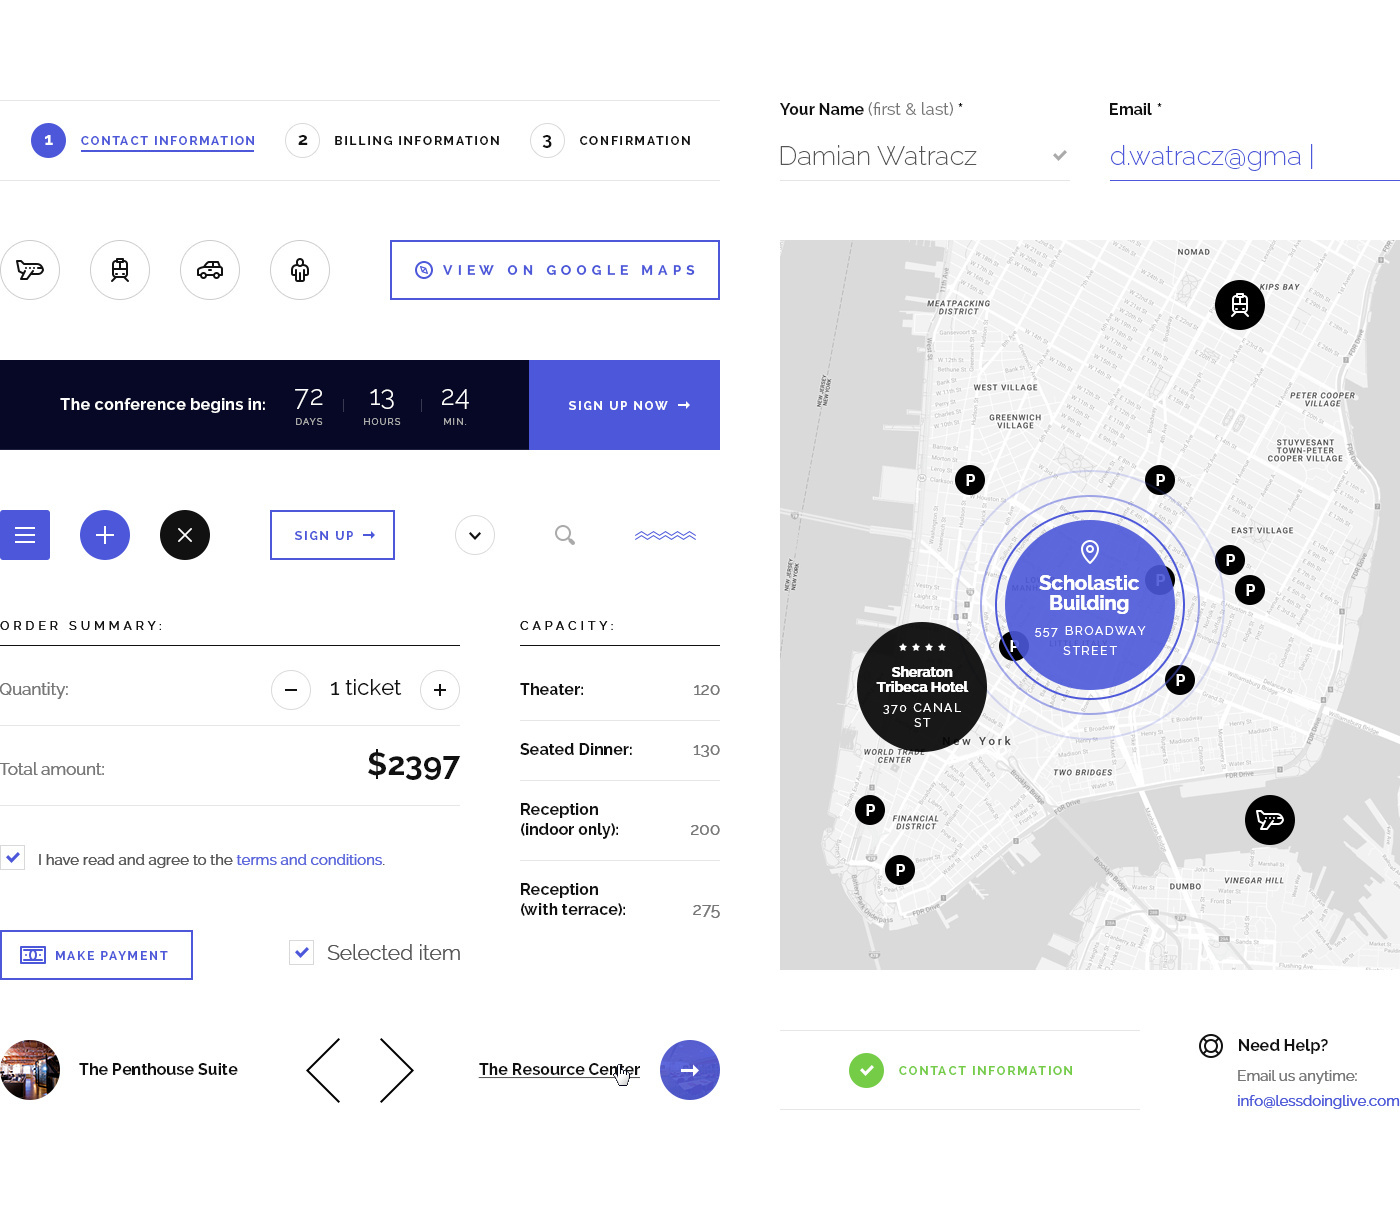 1 CONTACT INFORMATION 2 BILLING INFORMATION 3 CONFIRMATION
Your Name (first & last) * Email *
Damian Watracz d.watracz@gma |
VIEW ON GOOGLE MAPS
The conference begins in: 72 13 24 SIGN UP NOW
DAYS HOURS MIN.
SIGN UP
ORDER SUMMARY:
Quantity: 1 ticket
Total amount: $2397
I have read and agree to the terms and conditions.
MAKE PAYMENT Selected item
CAPACITY:
Theater: 120
Seated Dinner: 130
Reception
(indoor only): 200
Reception
(with terrace): 275
The Penthouse Suite The Resource Center
NOMAD
KIPS BAY
MEATPACKING
DISTRICT
WEST VILLAGE
PETER COOPER
VILLAGE
GREENWICH
VILLAGE
STUYVESANT
TOWN-PETER
COOPER VILLAGE
P P
EAST VILLAGE
P
P P
Scholastic
Building
557 BROADWAY
STREET
P
P
Sheraton
Tribeca Hotel
370 CANAL
ST
New York
WORLD TRADE
CENTER
TWO BRIDGES
FDR Drive
P
FINANCIAL
DISTRICT
P
VINEGAR HILL
DUMBO
CONTACT INFORMATION
Need Help?
Email us anytime:
info@lessdoinglive.com